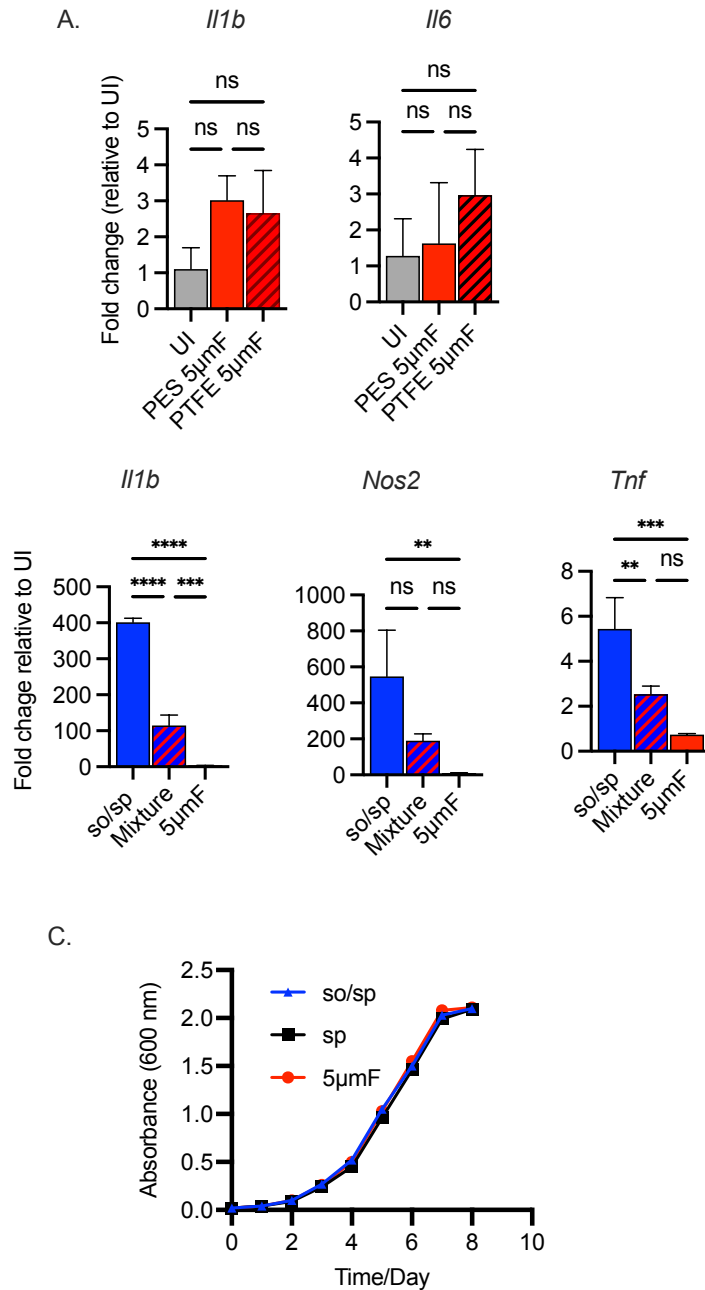 A.
Il1b
Il6
Fold change (relative to UI)
ns
ns
ns
5
4
3
2
1
0
UI
PES 5µmF
PTFE 5µmF
ns
ns
ns
5
4
3
2
1
0
UI
PES 5µmF
PTFE 5µmF
Il1b
Nos2
Tnf
Fold chage relative to UI
****
****
***
500
400
300
200
100
0
so/sp
Mixture
5µmF
**
ns
ns
1000
800
600
400
200
0
so/sp
Mixture
5µmF
***
**
ns
8
6
4
2
0
so/sp
Mixture
5µmF
C.
Absorbance (600 nm)
2.5
2.0
1.5
1.0
0.5
0.0
so/sp
sp
5µmF
0 2 4 6 8 10
Time/Day